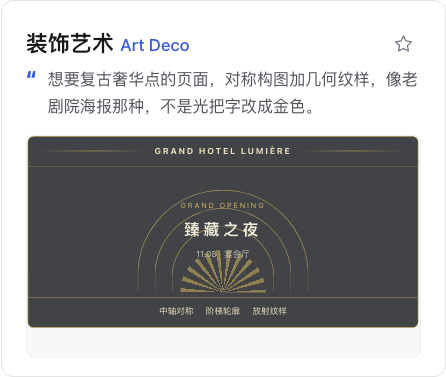 装饰艺术 Art Deco
“ 想要复古奢华点的页面，对称构图加几何纹样，像老
剧院海报那种，不是光把字改成金色。
GRAND HOTEL LUMIÈRE
GRAND OPENING
臻藏之夜
11.08 · 宴会厅
中轴对称 阶梯轮廓 放射纹样